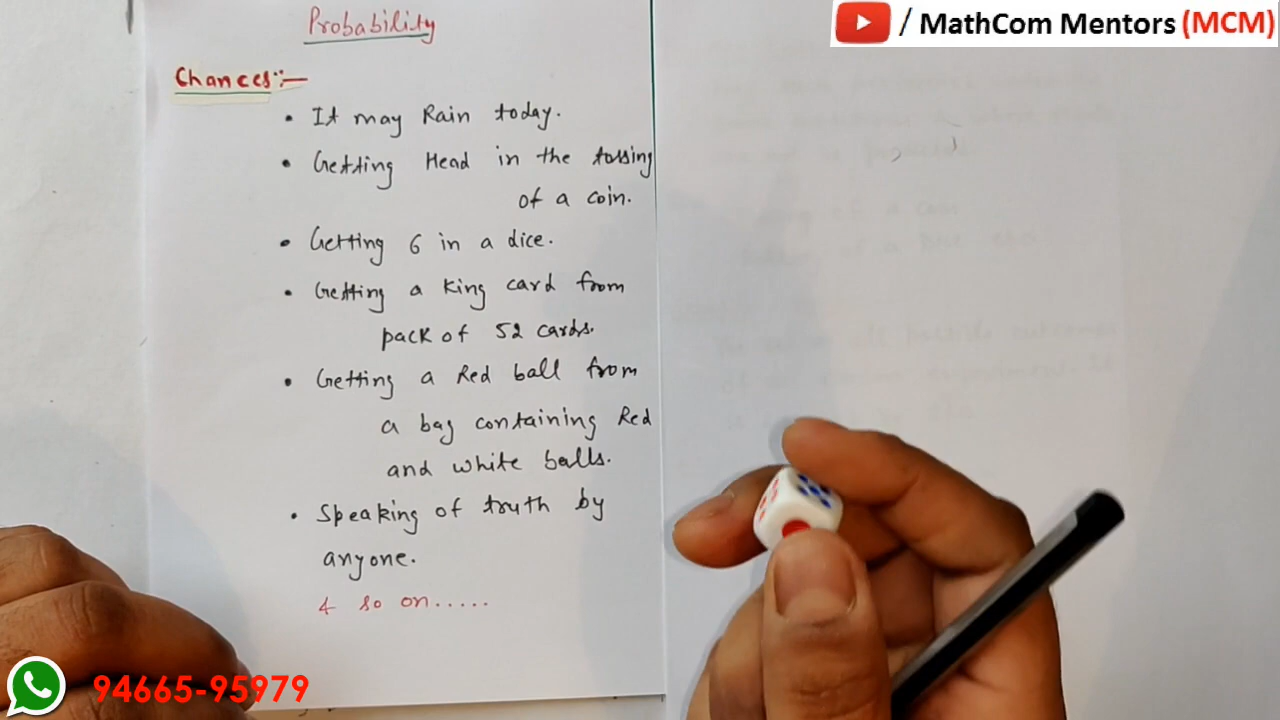 / MathCom Mentors (MCM)
Probability
Chances:-
• It may Rain today.
• Getting Head in the tossing
of a coin.
• Getting 6 in a dice.
• Getting a King card from
pack of 52 cards.
• Getting a Red ball from
a bag containing Red
and white balls.
• Speaking of truth by
anyone.
& so on.....
94665-95979